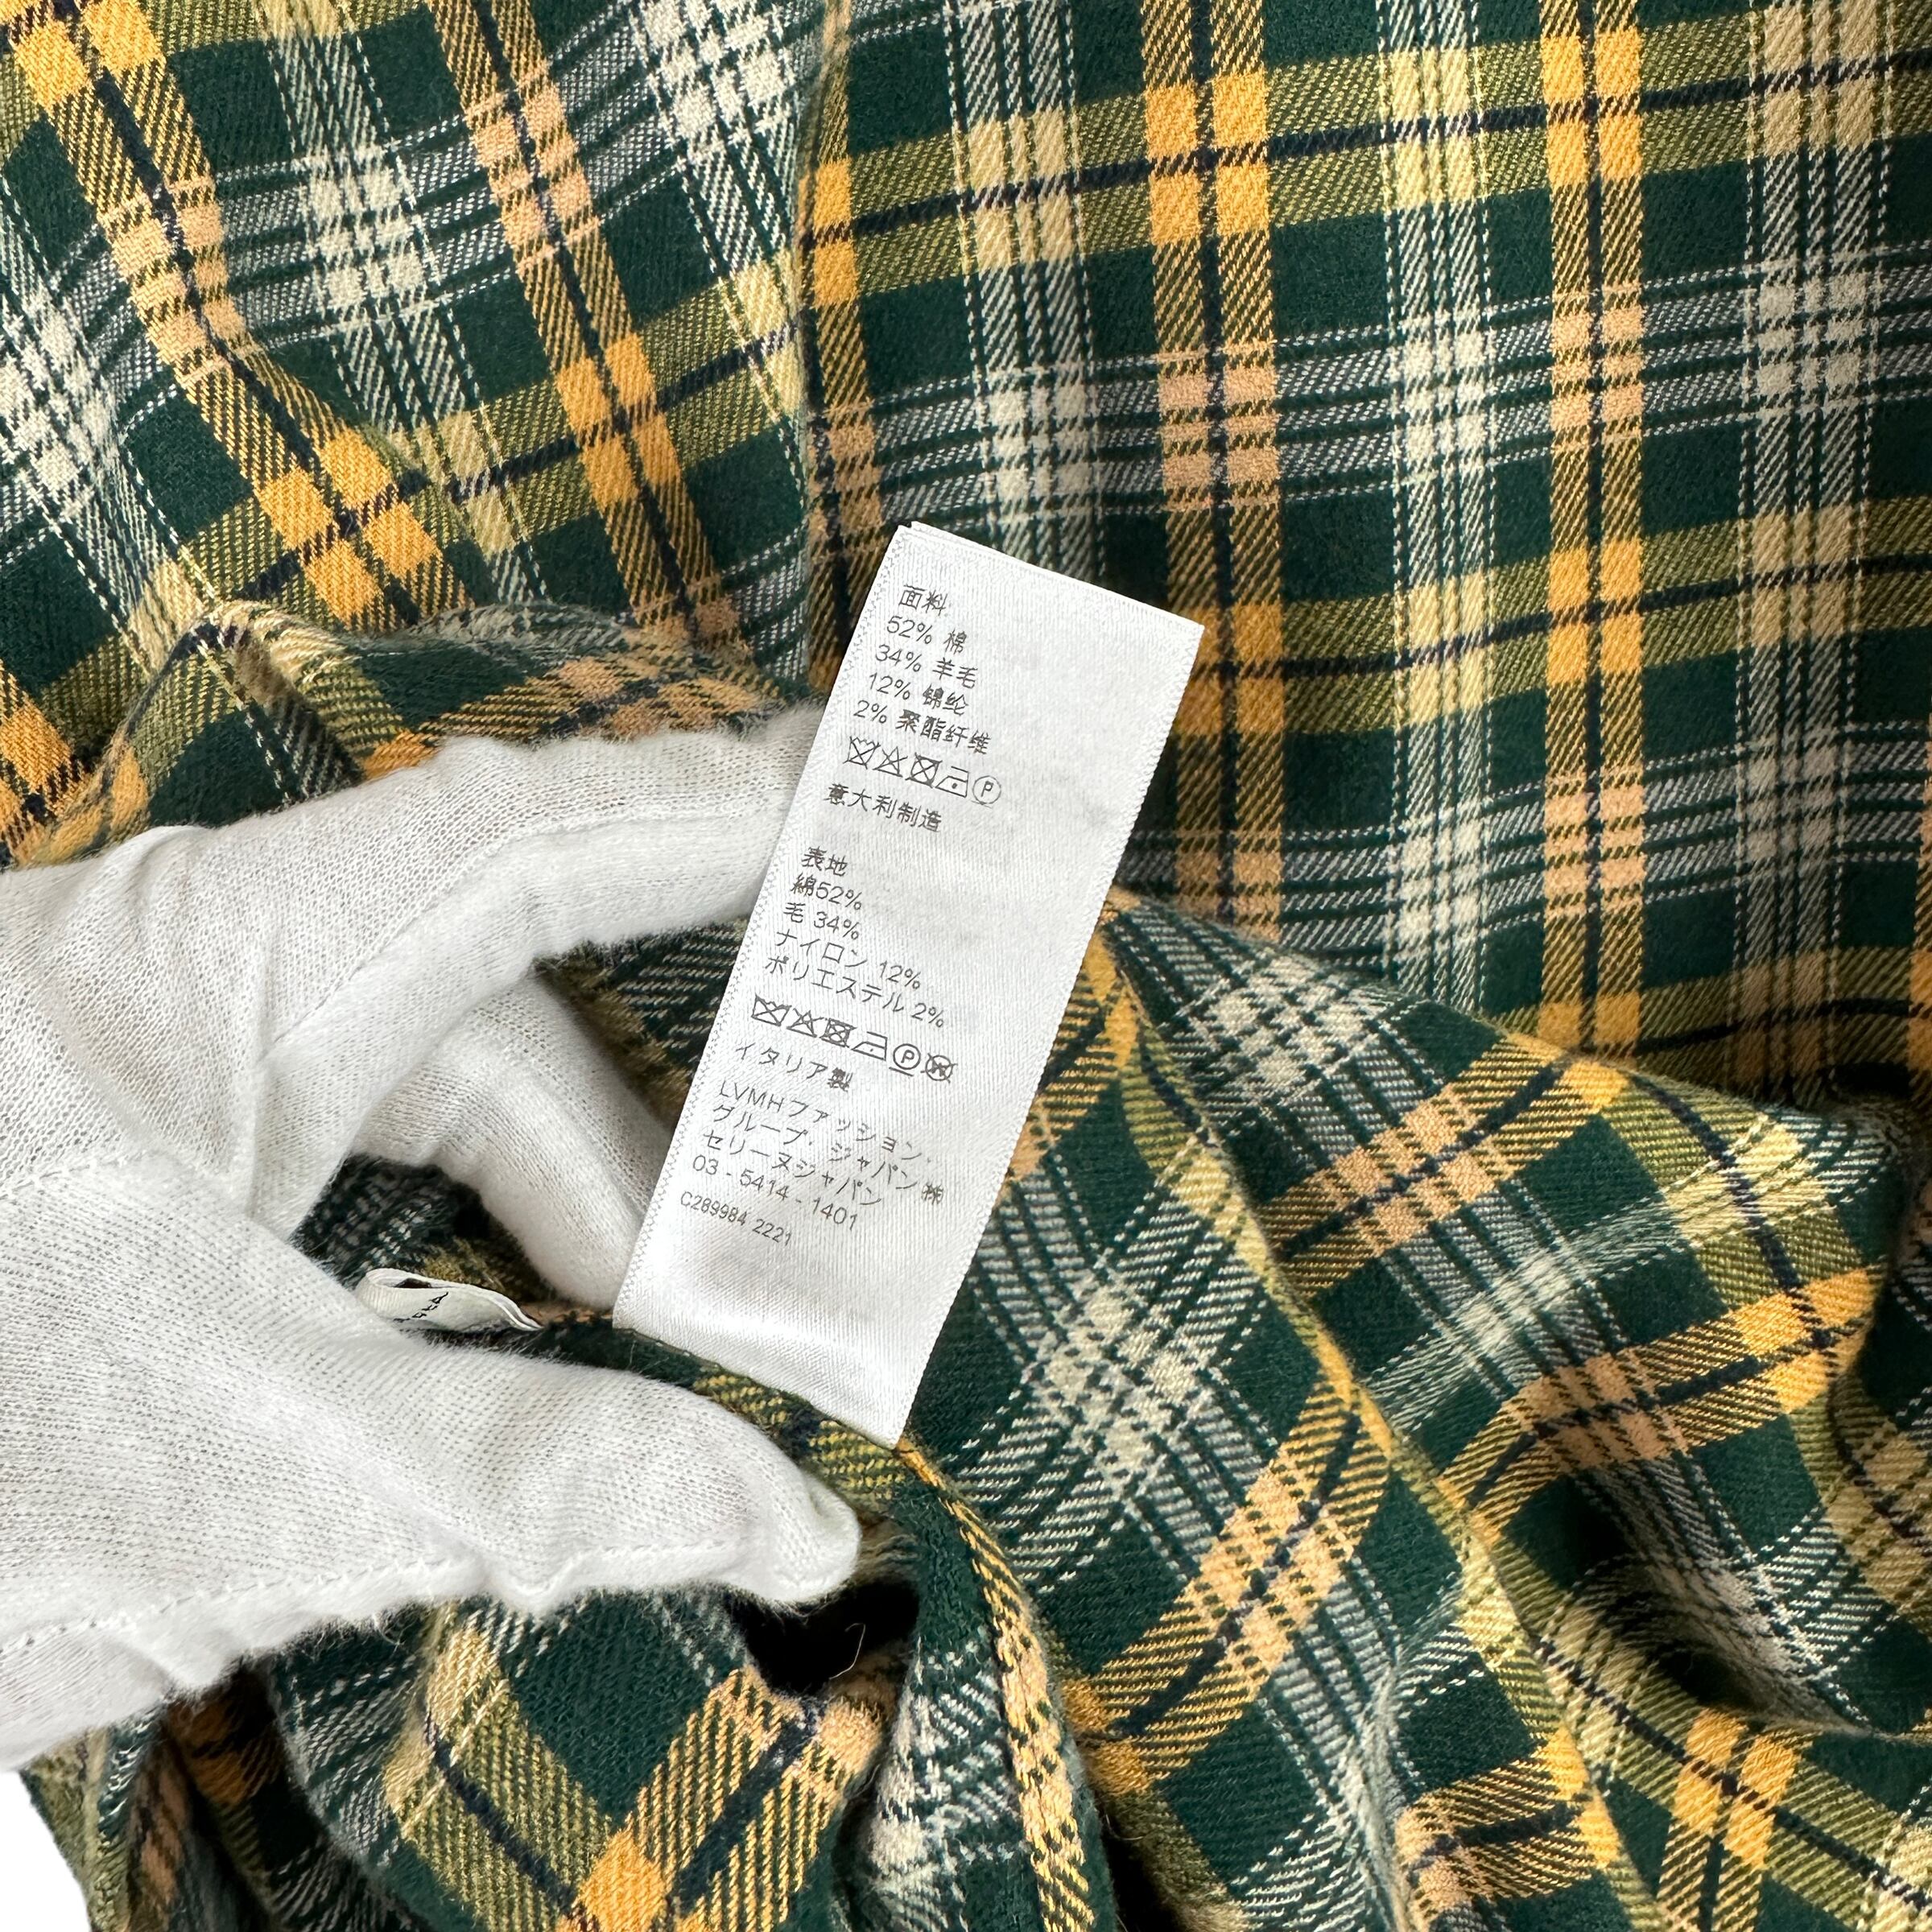 面料
52% 棉
34% 羊毛
12% 锦纶
2% 聚酯纤维
P
意大利制造
表地
綿52%
毛 34%
ナイロン 12%
ポリエステル 2%
P W
イタリア製
LVMHファッション・
グループ・ジャパン㈱
セリーヌジャパン
03 - 5414 - 1401
C289984 2221